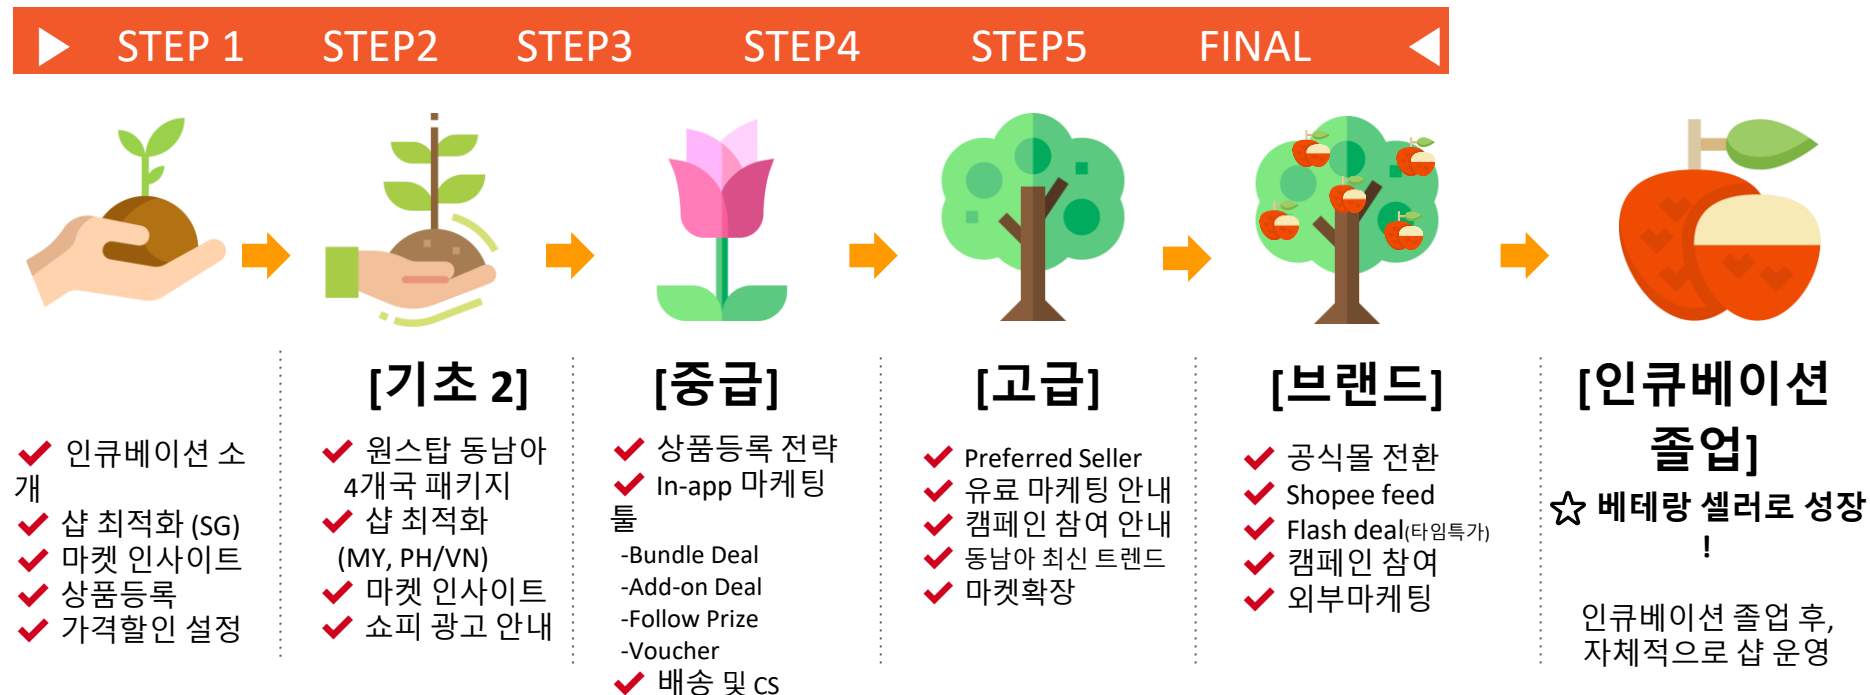 STEP 1 STEP2 STEP3 STEP4 STEP5 FINAL
✔ 인큐베이션 소
개
✔ 샵 최적화 (SG)
✔ 마켓 인사이트
✔ 상품등록
✔ 가격할인 설정
[기초 2]
✔ 원스탑 동남아
4개국 패키지
✔ 샵 최적화
(MY, PH/VN)
✔ 마켓 인사이트
✔ 쇼피 광고 안내
[중급]
✔ 상품등록 전략
✔ In-app 마케팅
툴
-Bundle Deal
-Add-on Deal
-Follow Prize
-Voucher
✔ 배송 및 CS
[고급]
✔ Preferred Seller
✔ 유료 마케팅 안내
✔ 캠페인 참여 안내
✔ 동남아 최신 트렌드
✔ 마켓확장
[브랜드]
✔ 공식몰 전환
✔ Shopee feed
✔ Flash deal(타임특가)
✔ 캠페인 참여
✔ 외부마케팅
[인큐베이션
졸업]
☆ 베테랑 셀러로 성장
!
인큐베이션 졸업 후,
자체적으로 샵 운영